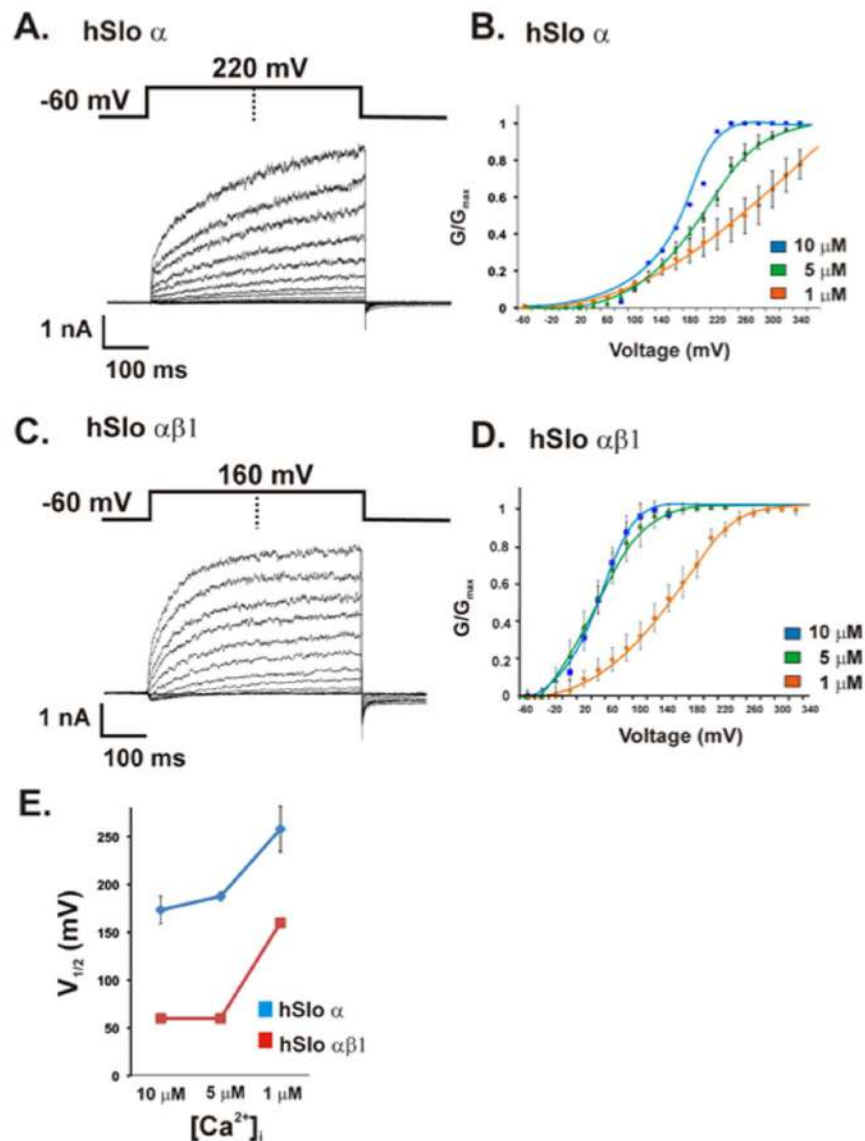 A. hSlo α
220 mV
-60 mV
1 nA
100 ms
B. hSlo α
G/Gmax
1
0.8
0.6
0.4
0.2
0
-60 -20 20 60 100 140 180 220 260 300 340
Voltage (mV)
10 μM
5 μM
1 μM
C. hSlo αβ1
160 mV
-60 mV
1 nA
100 ms
D. hSlo αβ1
G/Gmax
1
0.8
0.6
0.4
0.2
0
-60 -20 20 60 100 140 180 220 260 300 340
Voltage (mV)
10 μM
5 μM
1 μM
E.
V1/2 (mV)
250
200
150
100
50
0
10 μM 5 μM 1 μM
[Ca2+]i
hSlo α
hSlo αβ1